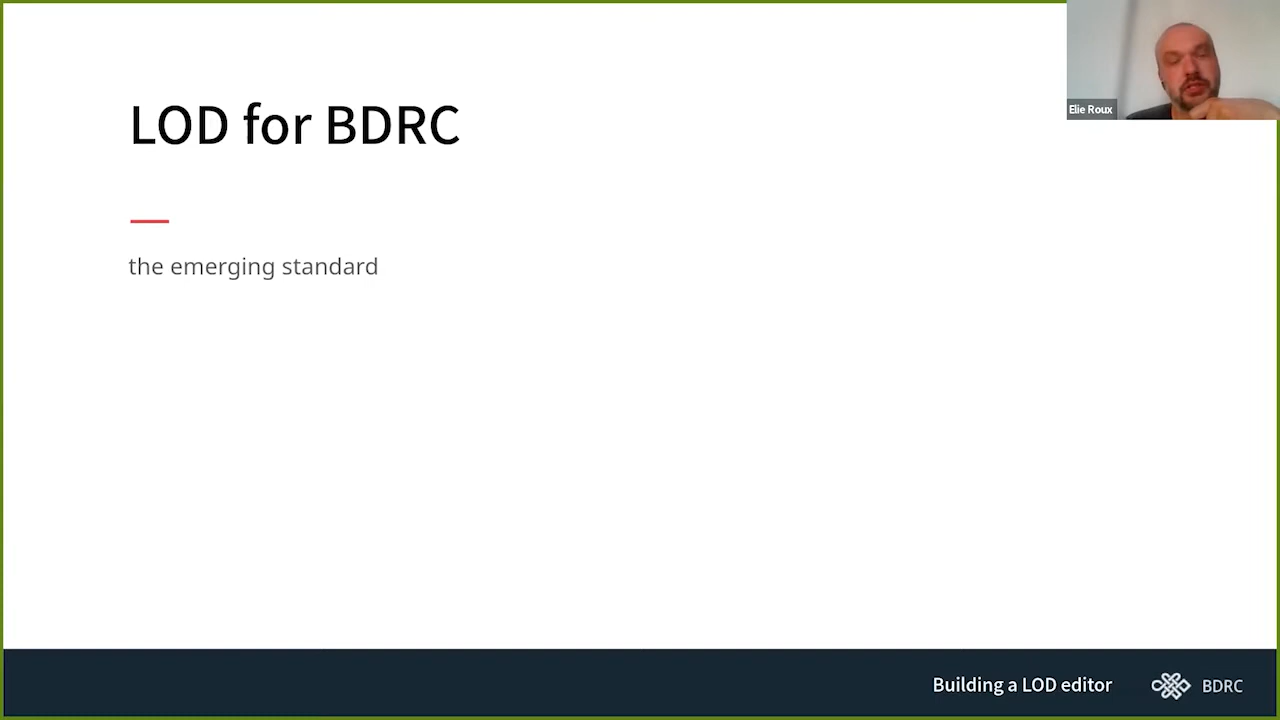 LOD for BDRC
Elie Roux
the emerging standard
Building a LOD editor
BDRC